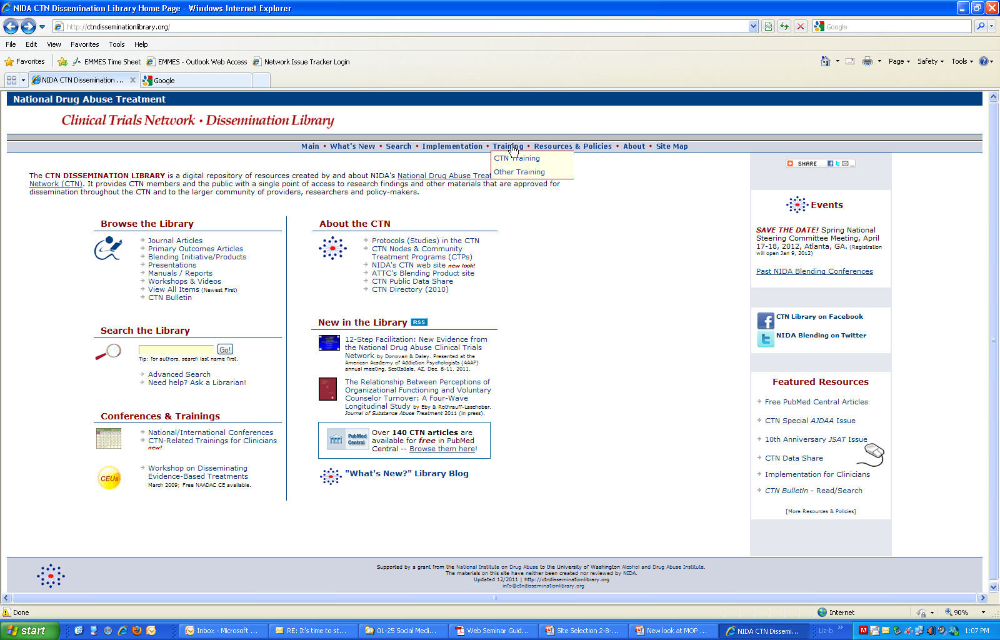 NIDA CTN Dissemination Library Home Page - Windows Internet Explorer
http://ctndisseminationlibrary.org/
Google
File Edit View Favorites Tools Help
Favorites EMMES Time Sheet EMMES - Outlook Web Access Network Issue Tracker Login
Page Safety Tools
NIDA CTN Dissemination ... Google
National Drug Abuse Treatment
Clinical Trials Network • Dissemination Library
Main • What's New • Search • Implementation • Training • Resources & Policies • About • Site Map
CTN Training
Other Training
The CTN DISSEMINATION LIBRARY is a digital repository of resources created by and about NIDA's National Drug Abuse Treat
Network (CTN). It provides CTN members and the public with a single point of access to research findings and other materials that are approved for
dissemination throughout the CTN and to the larger community of providers, researchers and policy-makers.
Browse the Library
Journal Articles
Primary Outcomes Articles
Blending Initiative/Products
Presentations
Manuals / Reports
Workshops & Videos
View All Items (Newest First)
CTN Bulletin
Search the Library
Go!
Tip: for authors, search last name first.
Advanced Search
Need help? Ask a Librarian!
Conferences & Trainings
National/International Conferences
CTN-Related Trainings for Clinicians
new!
CEUs
Workshop on Disseminating
Evidence-Based Treatments
March 2009; Free NAADAC CE available.
About the CTN
Protocols (Studies) in the CTN
CTN Nodes & Community
Treatment Programs (CTPs)
NIDA's CTN web site new look!
ATTC's Blending Product site
CTN Public Data Share
CTN Directory (2010)
New in the Library RSS
12-Step Facilitation: New Evidence from
the National Drug Abuse Clinical Trials
Network by Donovan & Daley. Presented at the
American Academy of Addiction Psychologists (AAAP)
annual meeting, Scottsdale, AZ, Dec. 8-11, 2011.
The Relationship Between Perceptions of
Organizational Functioning and Voluntary
Counselor Turnover: A Four-Wave
Longitudinal Study by Eby & Rothrauff-Laschober.
Journal of Substance Abuse Treatment 2011 (in press).
PubMed
Central
Over 140 CTN articles are
available for free in PubMed
Central -- Browse them here!
"What's New?" Library Blog
SHARE
Events
SAVE THE DATE! Spring National
Steering Committee Meeting, April
17-18, 2012, Atlanta, GA. (Registration
will open Jan 9, 2012)
Past NIDA Blending Conferences
CTN Library on Facebook
NIDA Blending on Twitter
Featured Resources
Free PubMed Central Articles
CTN Special AJDAA Issue
10th Anniversary JSAT Issue
CTN Data Share
Implementation for Clinicians
CTN Bulletin - Read/Search
[More Resources & Policies]
Supported by a grant from the National Institute on Drug Abuse to the University of Washington Alcohol and Drug Abuse Institute.
The materials on this site have neither been created nor reviewed by NIDA.
Updated 12/2011 | http://ctndisseminationlibrary.org
info@ctndisseminationlibrary.org
Done Internet 90%
start Inbox - Microsoft ... RE: It's time to st... 01-25 Social Medi... Web Seminar Guid... Site Selection 2-8-... New look at MOP ... NIDA CTN Dissemi... Liz-b 1:07 PM